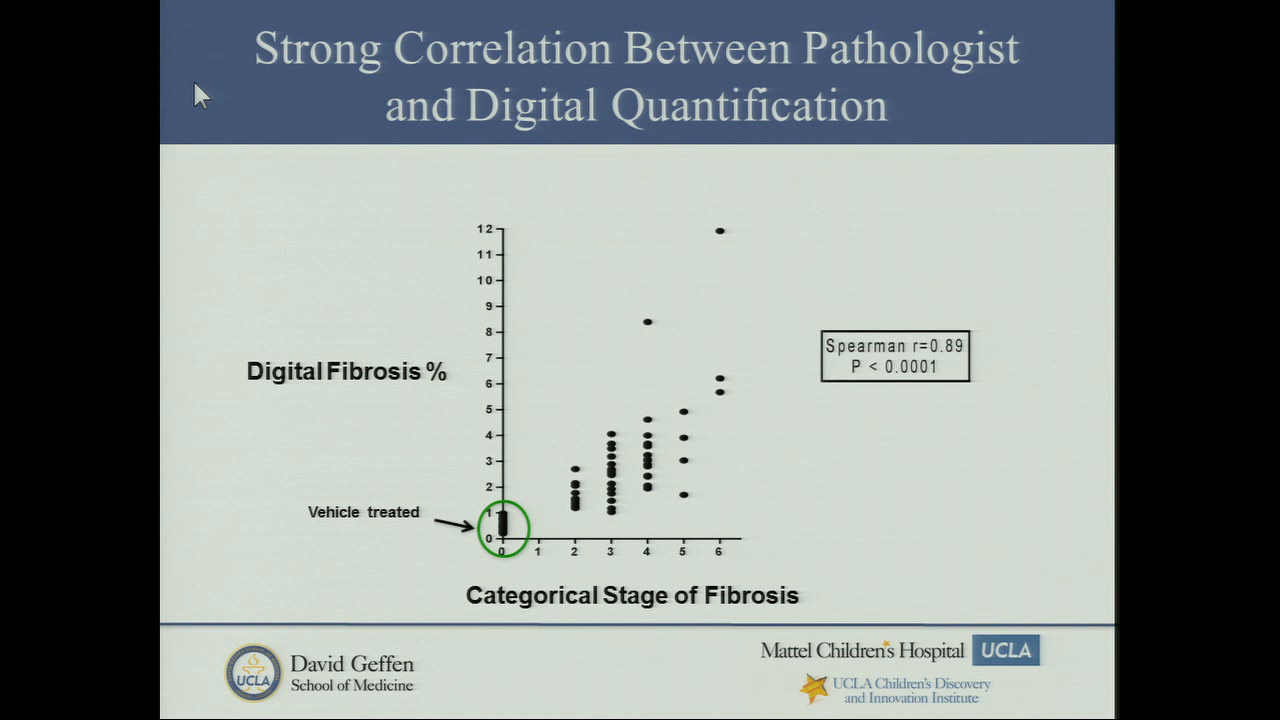 Strong Correlation Between Pathologist
and Digital Quantification
12
11
10
9
8
7
6
5
4
3
2
1
0
Digital Fibrosis %
Spearman r=0.89
P < 0.0001
Vehicle treated
0 1 2 3 4 5 6
Categorical Stage of Fibrosis
UCLA
David Geffen
School of Medicine
Mattel Children's Hospital UCLA
UCLA Children's Discovery
and Innovation Institute